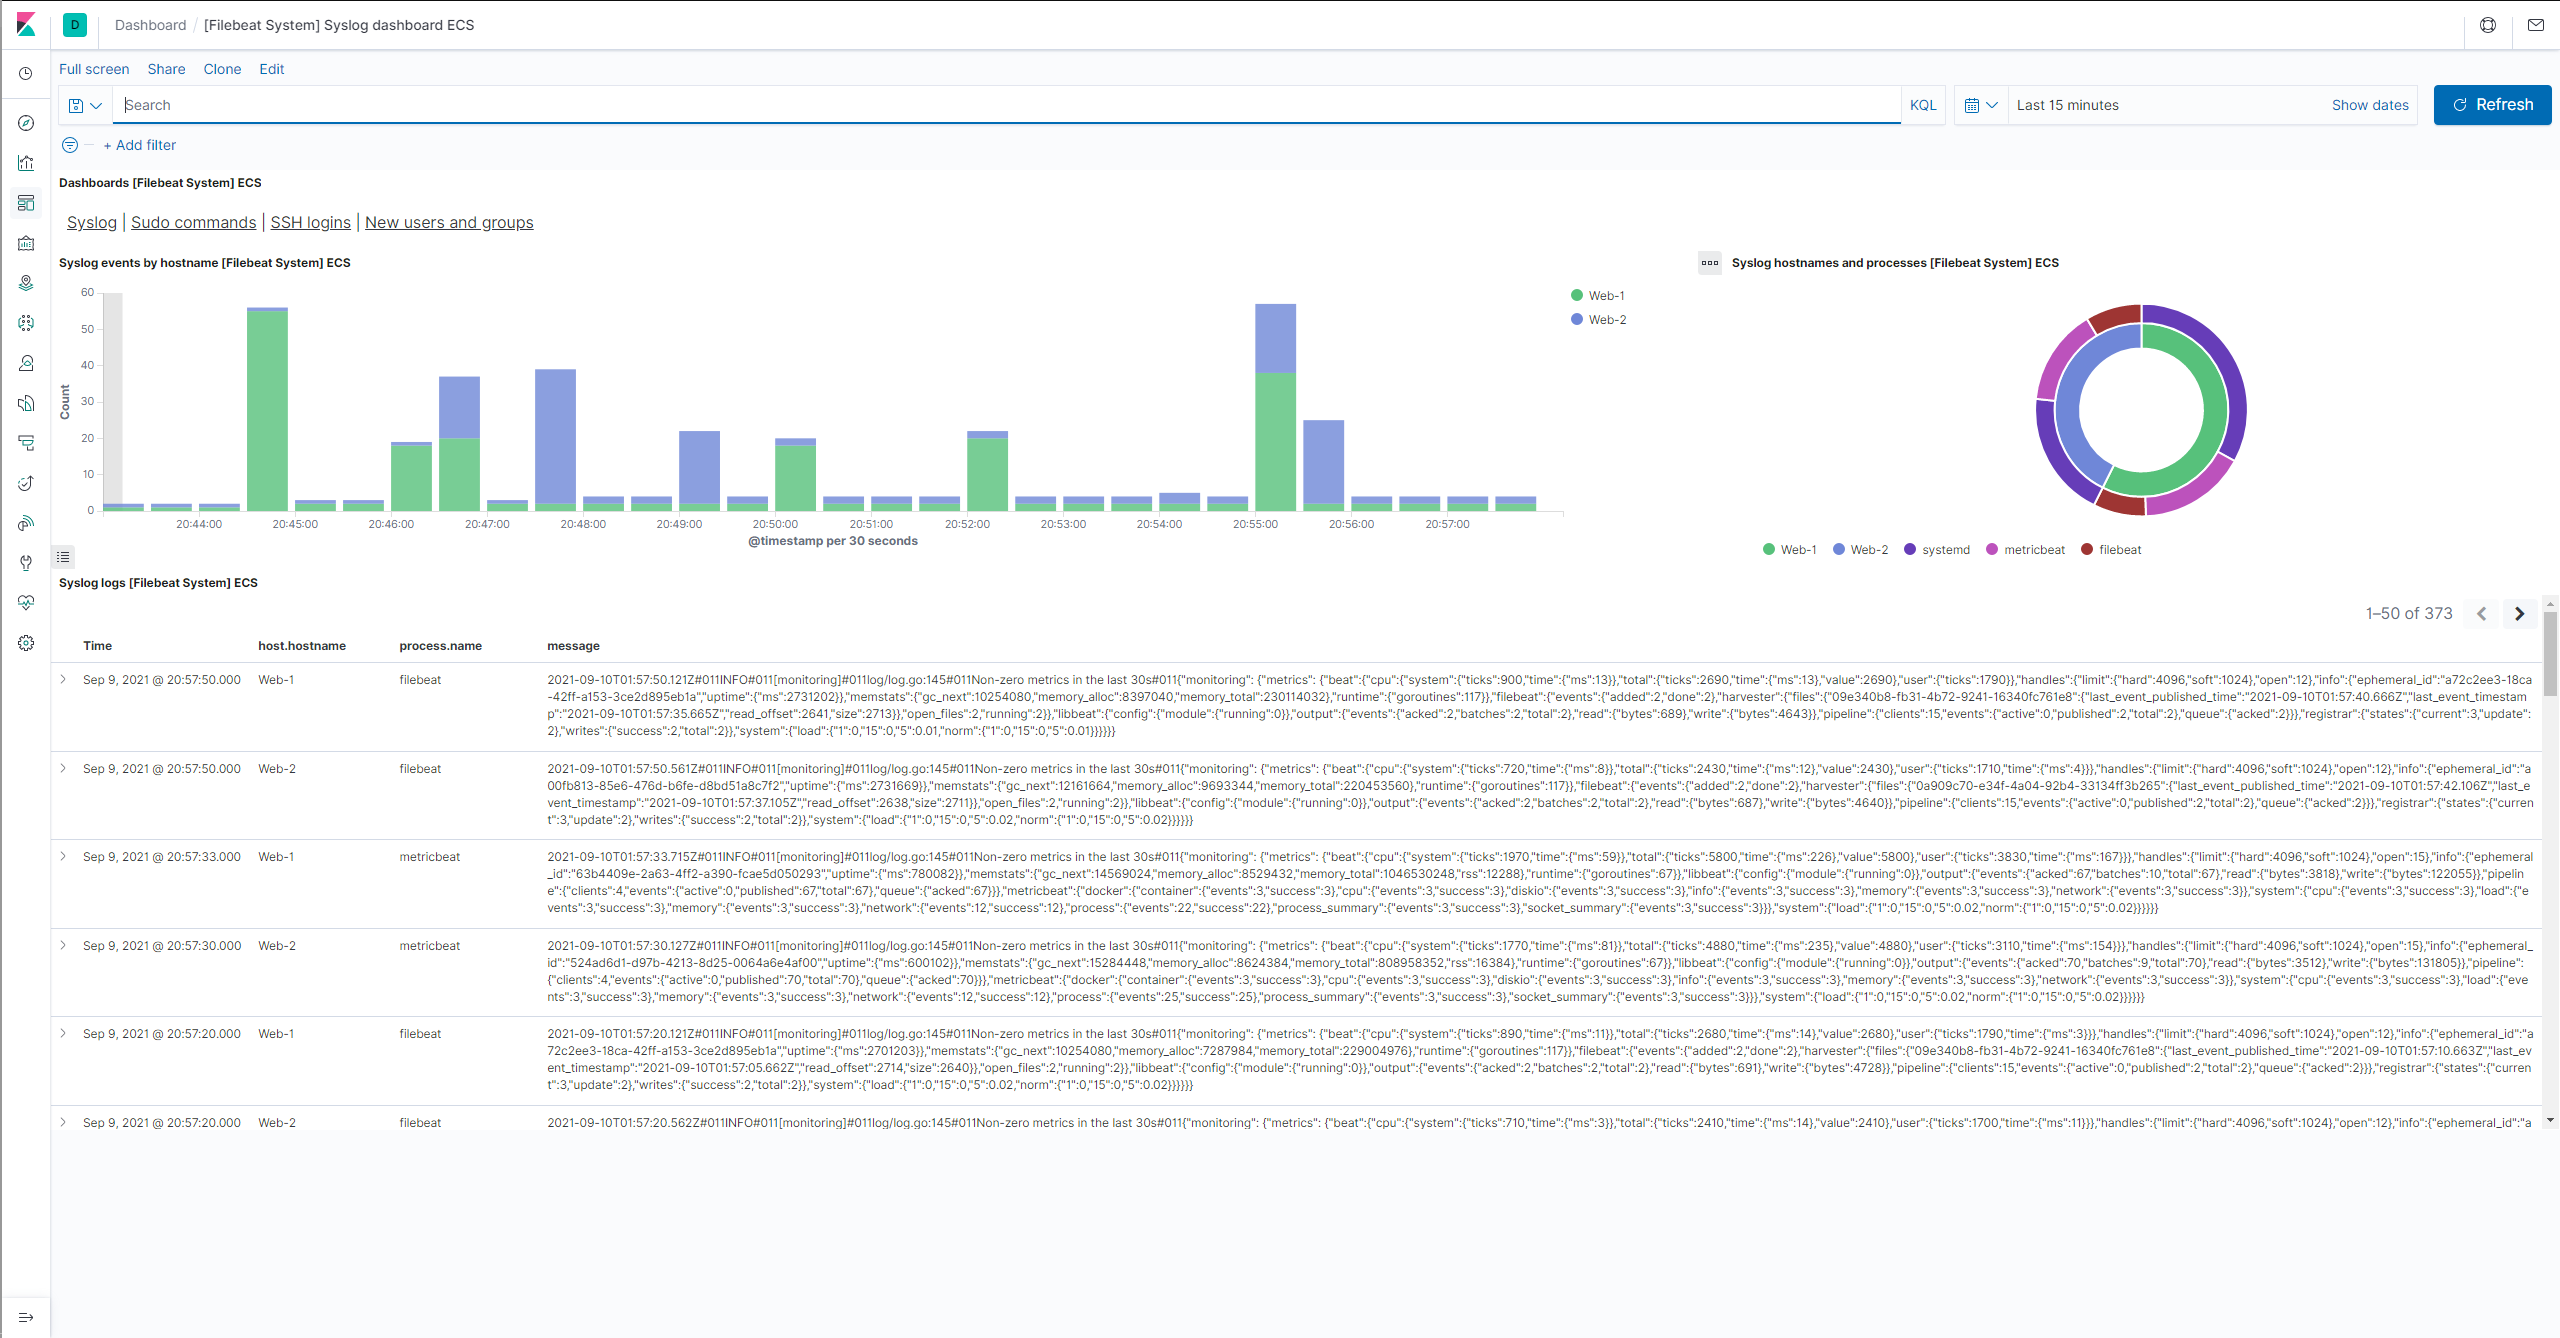 D Dashboard / [Filebeat System] Syslog dashboard ECS
Full screen Share Clone Edit
Search KQL Last 15 minutes Show dates Refresh
+ Add filter
Dashboards [Filebeat System] ECS
Syslog | Sudo commands | SSH logins | New users and groups
Syslog events by hostname [Filebeat System] ECS
60
50
40
30
20
10
0
Count
20:44:00 20:45:00 20:46:00 20:47:00 20:48:00 20:49:00 20:50:00 20:51:00 20:52:00 20:53:00 20:54:00 20:55:00 20:56:00 20:57:00
@timestamp per 30 seconds
Web-1
Web-2
Syslog hostnames and processes [Filebeat System] ECS
Web-1 Web-2 systemd metricbeat filebeat
Syslog logs [Filebeat System] ECS
1–50 of 373
Time host.hostname process.name message
Sep 9, 2021 @ 20:57:50.000 Web-1 filebeat 2021-09-10T01:57:50.121Z#011INFO#011[monitoring]#011log/log.go:145#011Non-zero metrics in the last 30s#011{"monitoring": {"metrics": {"beat":{"cpu":{"system":{"ticks":900,"time":{"ms":13}},"total":{"ticks":2690,"time":{"ms":13},"value":2690},"user":{"ticks":1790}},"handles":{"limit":{"hard":4096,"soft":1024},"open":12},"info":{"ephemeral_id":"a72c2ee3-18ca
-42ff-a153-3ce2d895eb1a","uptime":{"ms":2731202}},"memstats":{"gc_next":10254080,"memory_alloc":8397040,"memory_total":230114032},"runtime":{"goroutines":117}},"filebeat":{"events":{"added":2,"done":2},"harvester":{"files":{"09e340b8-fb31-4b72-9241-16340fc761e8":{"last_event_published_time":"2021-09-10T01:57:40.666Z","last_event_timestam
p":"2021-09-10T01:57:35.665Z","read_offset":2641,"size":2713}},"open_files":2,"running":2}},"libbeat":{"config":{"module":{"running":0}},"output":{"events":{"acked":2,"batches":2,"total":2},"read":{"bytes":689},"write":{"bytes":4643}},"pipeline":{"clients":15,"events":{"active":0,"published":2,"total":2},"queue":{"acked":2}}},"registrar":{"states":{"current":3,"update":
2},"writes":{"success":2,"total":2}},"system":{"load":{"1":0,"15":0,"5":0.01,"norm":{"1":0,"15":0,"5":0.01}}}}}}
Sep 9, 2021 @ 20:57:50.000 Web-2 filebeat 2021-09-10T01:57:50.561Z#011INFO#011[monitoring]#011log/log.go:145#011Non-zero metrics in the last 30s#011{"monitoring": {"metrics": {"beat":{"cpu":{"system":{"ticks":720,"time":{"ms":8}},"total":{"ticks":2430,"time":{"ms":12},"value":2430},"user":{"ticks":1710,"time":{"ms":4}}},"handles":{"limit":{"hard":4096,"soft":1024},"open":12},"info":{"ephemeral_id":"a
00fb813-85e6-476d-b6fe-d8bd51a8c7f2","uptime":{"ms":2731669}},"memstats":{"gc_next":12161664,"memory_alloc":9693344,"memory_total":220453560},"runtime":{"goroutines":117}},"filebeat":{"events":{"added":2,"done":2},"harvester":{"files":{"0a909c70-e34f-4a04-92b4-33134ff3b265":{"last_event_published_time":"2021-09-10T01:57:42.106Z","last_e
vent_timestamp":"2021-09-10T01:57:37.105Z","read_offset":2638,"size":2711}},"open_files":2,"running":2}},"libbeat":{"config":{"module":{"running":0}},"output":{"events":{"acked":2,"batches":2,"total":2},"read":{"bytes":687},"write":{"bytes":4640}},"pipeline":{"clients":15,"events":{"active":0,"published":2,"total":2},"queue":{"acked":2}}},"registrar":{"states":{"curren
t":3,"update":2},"writes":{"success":2,"total":2}},"system":{"load":{"1":0,"15":0,"5":0.02,"norm":{"1":0,"15":0,"5":0.02}}}}}}
Sep 9, 2021 @ 20:57:33.000 Web-1 metricbeat 2021-09-10T01:57:33.715Z#011INFO#011[monitoring]#011log/log.go:145#011Non-zero metrics in the last 30s#011{"monitoring": {"metrics": {"beat":{"cpu":{"system":{"ticks":1970,"time":{"ms":59}},"total":{"ticks":5800,"time":{"ms":226},"value":5800},"user":{"ticks":3830,"time":{"ms":167}}},"handles":{"limit":{"hard":4096,"soft":1024},"open":15},"info":{"ephemeral
_id":"63b4409e-2a63-4ff2-a390-fcae5d050293","uptime":{"ms":780082}},"memstats":{"gc_next":14569024,"memory_alloc":8529432,"memory_total":1046530248,"rss":12288},"runtime":{"goroutines":67}},"libbeat":{"config":{"module":{"running":0}},"output":{"events":{"acked":67,"batches":10,"total":67},"read":{"bytes":3818},"write":{"bytes":122055}},"pipelin
e":{"clients":4,"events":{"active":0,"published":67,"total":67},"queue":{"acked":67}}},"metricbeat":{"docker":{"container":{"events":3,"success":3},"cpu":{"events":3,"success":3},"diskio":{"events":3,"success":3},"info":{"events":3,"success":3},"memory":{"events":3,"success":3},"network":{"events":3,"success":3}},"system":{"cpu":{"events":3,"success":3},"load":{"e
vents":3,"success":3},"memory":{"events":3,"success":3},"network":{"events":12,"success":12},"process":{"events":22,"success":22},"process_summary":{"events":3,"success":3},"socket_summary":{"events":3,"success":3}}},"system":{"load":{"1":0,"15":0,"5":0.02,"norm":{"1":0,"15":0,"5":0.02}}}}}}
Sep 9, 2021 @ 20:57:30.000 Web-2 metricbeat 2021-09-10T01:57:30.127Z#011INFO#011[monitoring]#011log/log.go:145#011Non-zero metrics in the last 30s#011{"monitoring": {"metrics": {"beat":{"cpu":{"system":{"ticks":1770,"time":{"ms":81}},"total":{"ticks":4880,"time":{"ms":235},"value":4880},"user":{"ticks":3110,"time":{"ms":154}}},"handles":{"limit":{"hard":4096,"soft":1024},"open":15},"info":{"ephemeral_
id":"524ad6d1-d97b-4213-8d25-0064a6e4af00","uptime":{"ms":600102}},"memstats":{"gc_next":15284448,"memory_alloc":8624384,"memory_total":808958352,"rss":16384},"runtime":{"goroutines":67}},"libbeat":{"config":{"module":{"running":0}},"output":{"events":{"acked":70,"batches":9,"total":70},"read":{"bytes":3512},"write":{"bytes":131805}},"pipeline":
{"clients":4,"events":{"active":0,"published":70,"total":70},"queue":{"acked":70}}},"metricbeat":{"docker":{"container":{"events":3,"success":3},"cpu":{"events":3,"success":3},"diskio":{"events":3,"success":3},"info":{"events":3,"success":3},"memory":{"events":3,"success":3},"network":{"events":3,"success":3}},"system":{"cpu":{"events":3,"success":3},"load":{"eve
nts":3,"success":3},"memory":{"events":3,"success":3},"network":{"events":12,"success":12},"process":{"events":25,"success":25},"process_summary":{"events":3,"success":3},"socket_summary":{"events":3,"success":3}}},"system":{"load":{"1":0,"15":0,"5":0.02,"norm":{"1":0,"15":0,"5":0.02}}}}}}
Sep 9, 2021 @ 20:57:20.000 Web-1 filebeat 2021-09-10T01:57:20.121Z#011INFO#011[monitoring]#011log/log.go:145#011Non-zero metrics in the last 30s#011{"monitoring": {"metrics": {"beat":{"cpu":{"system":{"ticks":890,"time":{"ms":11}},"total":{"ticks":2680,"time":{"ms":14},"value":2680},"user":{"ticks":1790,"time":{"ms":3}}},"handles":{"limit":{"hard":4096,"soft":1024},"open":12},"info":{"ephemeral_id":"a
72c2ee3-18ca-42ff-a153-3ce2d895eb1a","uptime":{"ms":2701203}},"memstats":{"gc_next":10254080,"memory_alloc":7287984,"memory_total":229004976},"runtime":{"goroutines":117}},"filebeat":{"events":{"added":2,"done":2},"harvester":{"files":{"09e340b8-fb31-4b72-9241-16340fc761e8":{"last_event_published_time":"2021-09-10T01:57:10.663Z","last_ev
ent_timestamp":"2021-09-10T01:57:05.662Z","read_offset":2714,"size":2640}},"open_files":2,"running":2}},"libbeat":{"config":{"module":{"running":0}},"output":{"events":{"acked":2,"batches":2,"total":2},"read":{"bytes":691},"write":{"bytes":4728}},"pipeline":{"clients":15,"events":{"active":0,"published":2,"total":2},"queue":{"acked":2}}},"registrar":{"states":{"curren
t":3,"update":2},"writes":{"success":2,"total":2}},"system":{"load":{"1":0,"15":0,"5":0.02,"norm":{"1":0,"15":0,"5":0.02}}}}}}
Sep 9, 2021 @ 20:57:20.000 Web-2 filebeat 2021-09-10T01:57:20.562Z#011INFO#011[monitoring]#011log/log.go:145#011Non-zero metrics in the last 30s#011{"monitoring": {"metrics": {"beat":{"cpu":{"system":{"ticks":710,"time":{"ms":3}},"total":{"ticks":2410,"time":{"ms":14},"value":2410},"user":{"ticks":1700,"time":{"ms":11}}},"handles":{"limit":{"hard":4096,"soft":1024},"open":12},"info":{"ephemeral_id":"a